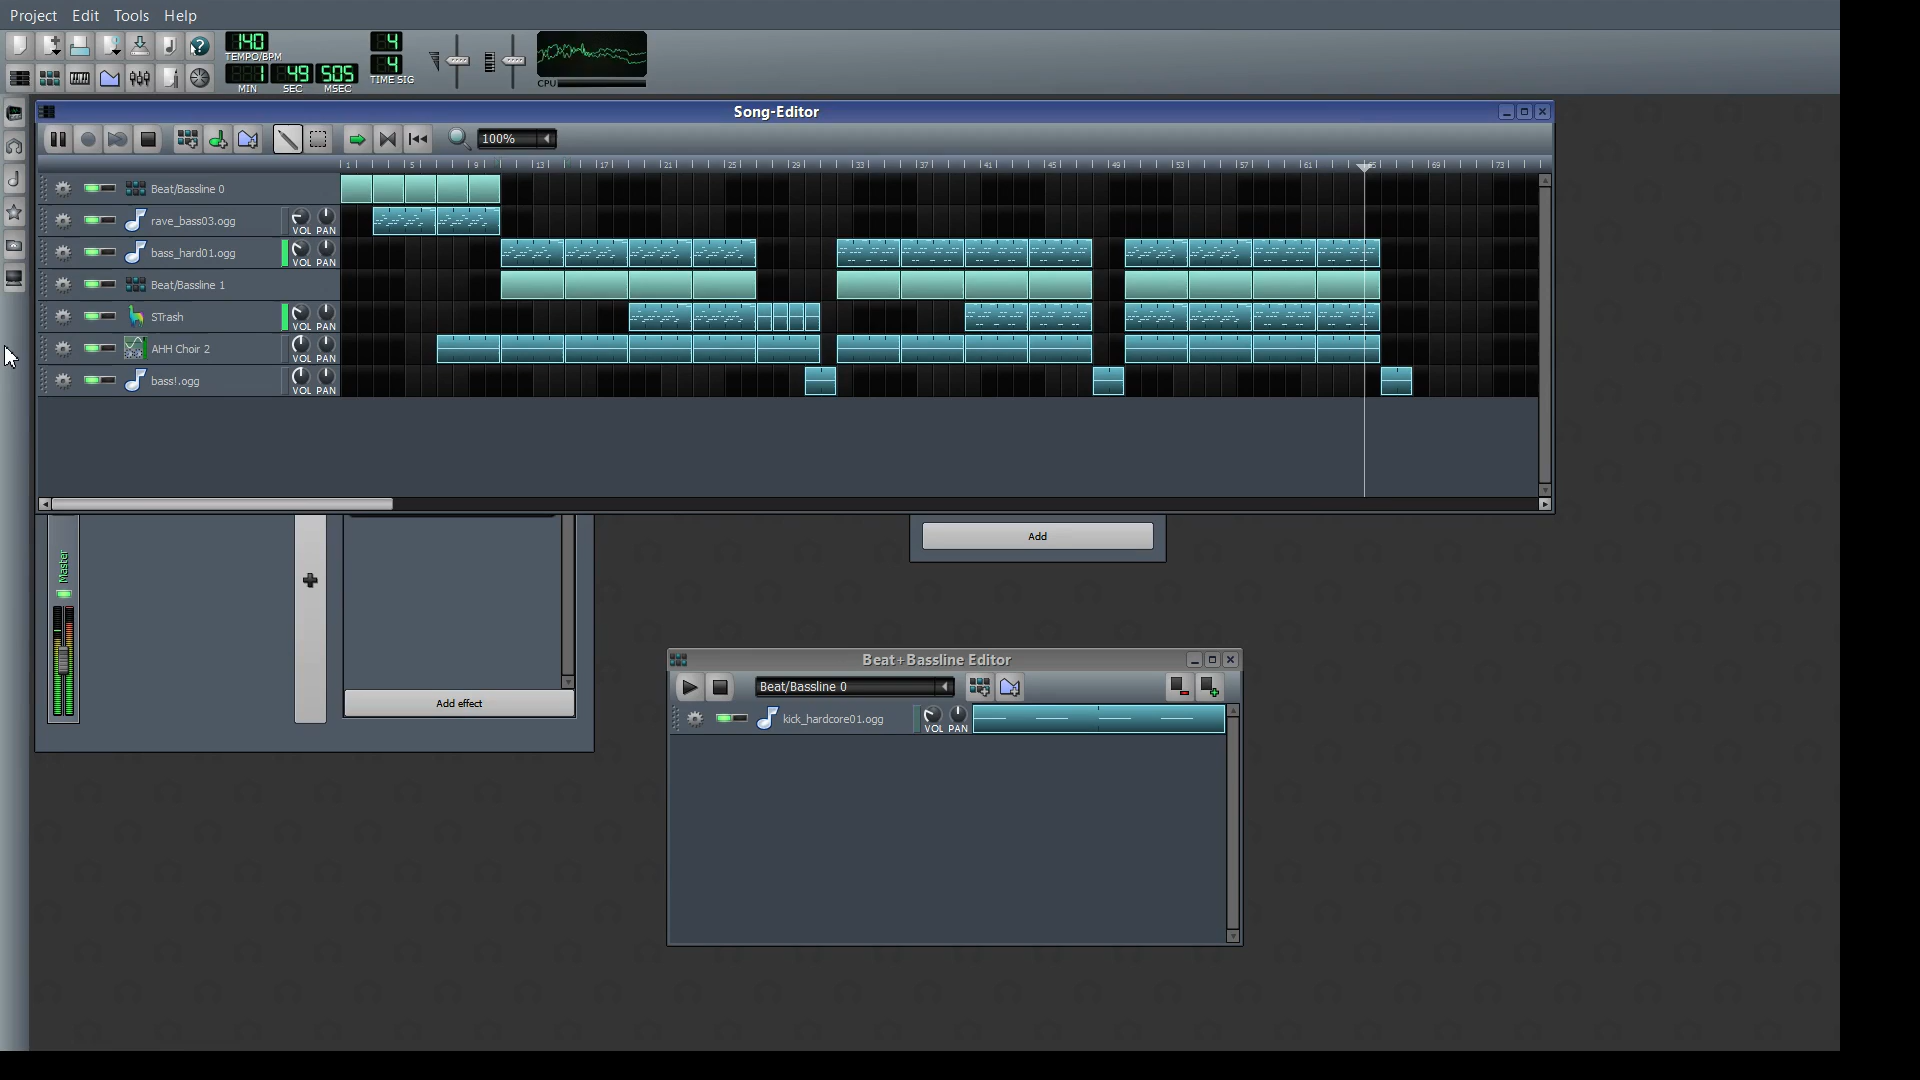 Project Edit Tools Help
140
TEMPO/BPM
4
4
TIME SIG
1 49 505
MIN SEC MSEC
CPU
Song-Editor
100%
1 5 9 13 17 21 25 29 33 37 41 45 49 53 57 61 65 69 73
Beat/Bassline 0
rave_bass03.ogg VOL PAN
bass_hard01.ogg VOL PAN
Beat/Bassline 1
STrash VOL PAN
AHH Choir 2 VOL PAN
bass!.ogg VOL PAN
Add
Master
Add effect
Beat+Bassline Editor
Beat/Bassline 0
kick_hardcore01.ogg VOL PAN